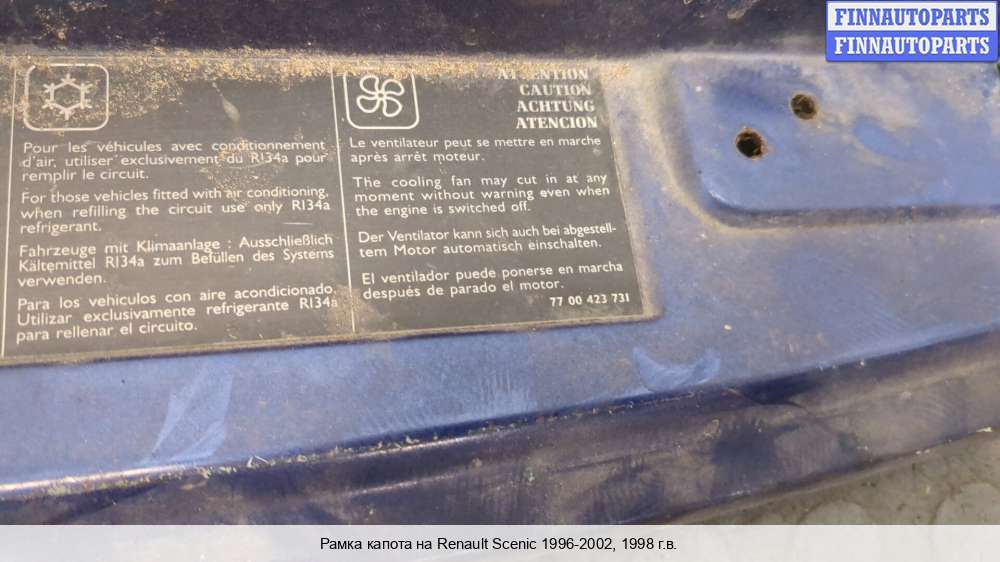 FINNAUTOPARTS
FINNAUTOPARTS
Pour les véhicules avec conditionnement
d'air, utiliser exclusivement du R134a pour
remplir le circuit.
For those vehicles fitted with air conditioning,
when refilling the circuit use only R134a
refrigerant.
Fahrzeuge mit Klimaanlage : Ausschließlich
Kältemittel R134a zum Befüllen des Systems
verwenden.
Para los vehiculos con aire acondicionado.
Utilizar exclusivamente refrigerante R134a
para rellenar el circuito.
ATTENTION
CAUTION
ACHTUNG
ATENCION
Le ventilateur peut se mettre en marche
après arrêt moteur.
The cooling fan may cut in at any
moment without warning even when
the engine is switched off.
Der Ventilator kann sich auch bei abgestell-
tem Motor automatisch einschalten.
El ventilador puede ponerse en marcha
después de parado el motor.
77 00 423 731
Рамка капота на Renault Scenic 1996-2002, 1998 г.в.